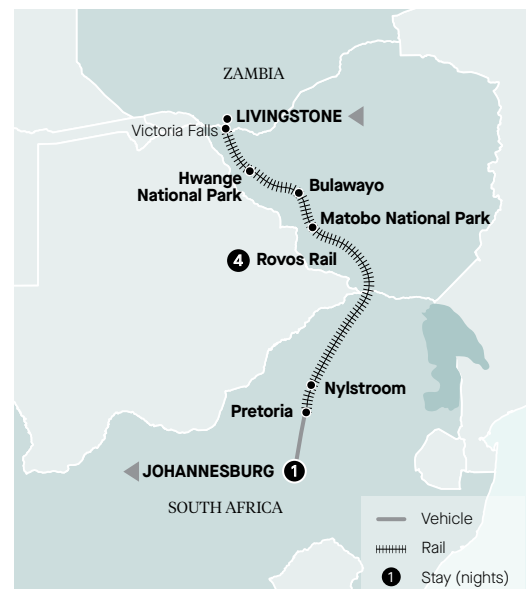 ZAMBIA
LIVINGSTONE
Victoria Falls
Hwange
National Park
Bulawayo
Matobo National Park
4 Rovos Rail
Nylstroom
Pretoria
JOHANNESBURG 1
SOUTH AFRICA
Vehicle
Rail
1 Stay (nights)